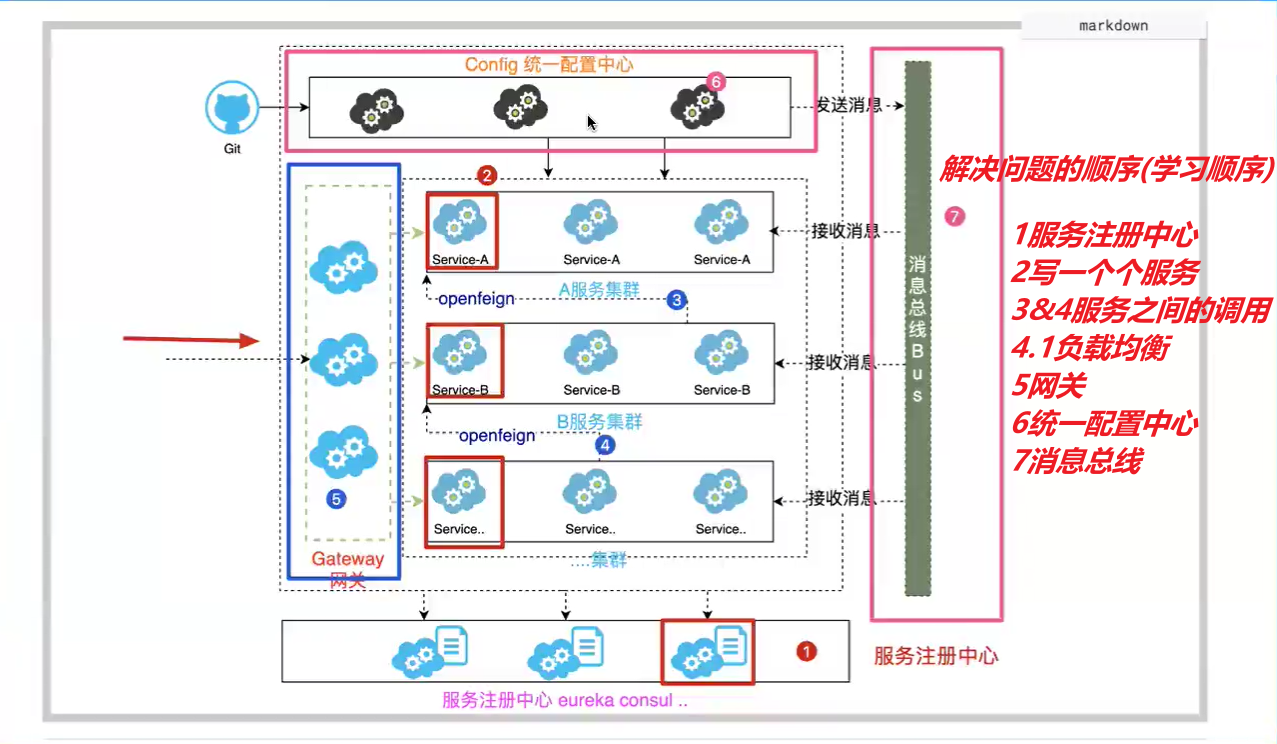 markdown
Config 统一配置中心
6
发送消息
Git
解决问题的顺序(学习顺序)
2
7
1服务注册中心
2写一个个服务
3&4服务之间的调用
4.1负载均衡
5网关
6统一配置中心
7消息总线
Service-A
Service-A
Service-A
接收消息
A服务集群
openfeign
3
消息总线Bus
Service-B
Service-B
Service-B
接收消息
B服务集群
openfeign
4
Service..
Service..
Service..
接收消息
....集群
5
Gateway
网关
1
服务注册中心
服务注册中心 eureka consul ..